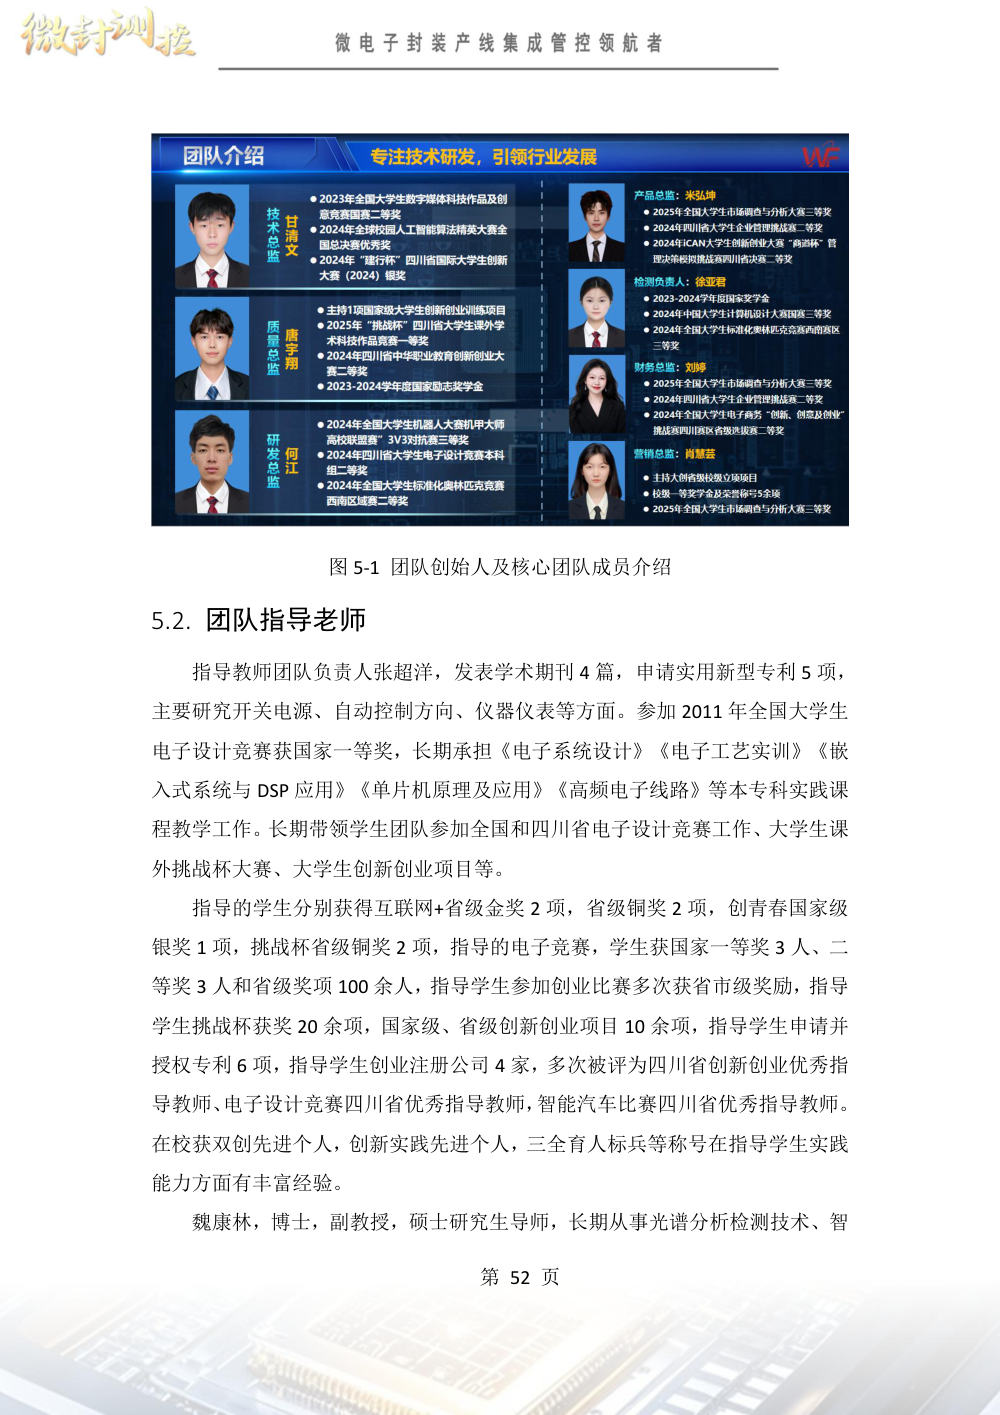 微封测控
微电子封装产线集成管控领航者
团队介绍
专注技术研发，引领行业发展
WF
技术总监
甘清文
●2023年全国大学生数字媒体科技作品及创
意竞赛国赛二等奖
●2024年全球校园人工智能算法精英大赛全
国总决赛优秀奖
●2024年“建行杯”四川省国际大学生创新
大赛（2024）银奖
质量总监
唐宇翔
●主持1项国家级大学生创新创业训练项目
●2025年“挑战杯”四川省大学生课外学
术科技作品竞赛一等奖
●2024年四川省中华职业教育创新创业大
赛二等奖
●2023-2024学年度国家励志奖学金
研发总监
何江
●2024年全国大学生机器人大赛机甲大师
高校联盟赛”3V3对抗赛三等奖
●2024年四川省大学生电子设计竞赛本科
组二等奖
●2024年全国大学生标准化奥林匹克竞赛
西南区域赛二等奖
产品总监：米弘坤
●2025年全国大学生市场调查与分析大赛三等奖
●2024年四川省大学生企业管理挑战赛二等奖
●2024年iCAN大学生创新创业大赛“商道杯”管
理决策模拟挑战赛四川省决赛二等奖
检测负责人：徐亚君
●2023-2024学年度国家奖学金
●2024年中国大学生计算机设计大赛国赛三等奖
●2024年全国大学生标准化奥林匹克竞赛西南赛区
三等奖
财务总监：刘婷
●2025年全国大学生市场调查与分析大赛三等奖
●2024年四川省大学生企业管理挑战赛二等奖
●2024年全国大学生电子商务“创新、创意及创业”
挑战赛四川赛区省级选拔赛二等奖
营销总监：肖慧芸
●主持大创省级校级立项项目
●校级一等奖学金及荣誉称号5余项
●2025年全国大学生市场调查与分析大赛三等奖
图 5-1 团队创始人及核心团队成员介绍
5.2. 团队指导老师
指导教师团队负责人张超洋，发表学术期刊 4 篇，申请实用新型专利 5 项，
主要研究开关电源、自动控制方向、仪器仪表等方面。参加 2011 年全国大学生
电子设计竞赛获国家一等奖，长期承担《电子系统设计》《电子工艺实训》《嵌
入式系统与 DSP 应用》《单片机原理及应用》《高频电子线路》等本专科实践课
程教学工作。长期带领学生团队参加全国和四川省电子设计竞赛工作、大学生课
外挑战杯大赛、大学生创新创业项目等。
指导的学生分别获得互联网+省级金奖 2 项，省级铜奖 2 项，创青春国家级
银奖 1 项，挑战杯省级铜奖 2 项，指导的电子竞赛，学生获国家一等奖 3 人、二
等奖 3 人和省级奖项 100 余人，指导学生参加创业比赛多次获省市级奖励，指导
学生挑战杯获奖 20 余项，国家级、省级创新创业项目 10 余项，指导学生申请并
授权专利 6 项，指导学生创业注册公司 4 家，多次被评为四川省创新创业优秀指
导教师、电子设计竞赛四川省优秀指导教师，智能汽车比赛四川省优秀指导教师。
在校获双创先进个人，创新实践先进个人，三全育人标兵等称号在指导学生实践
能力方面有丰富经验。
魏康林，博士，副教授，硕士研究生导师，长期从事光谱分析检测技术、智
第 52 页